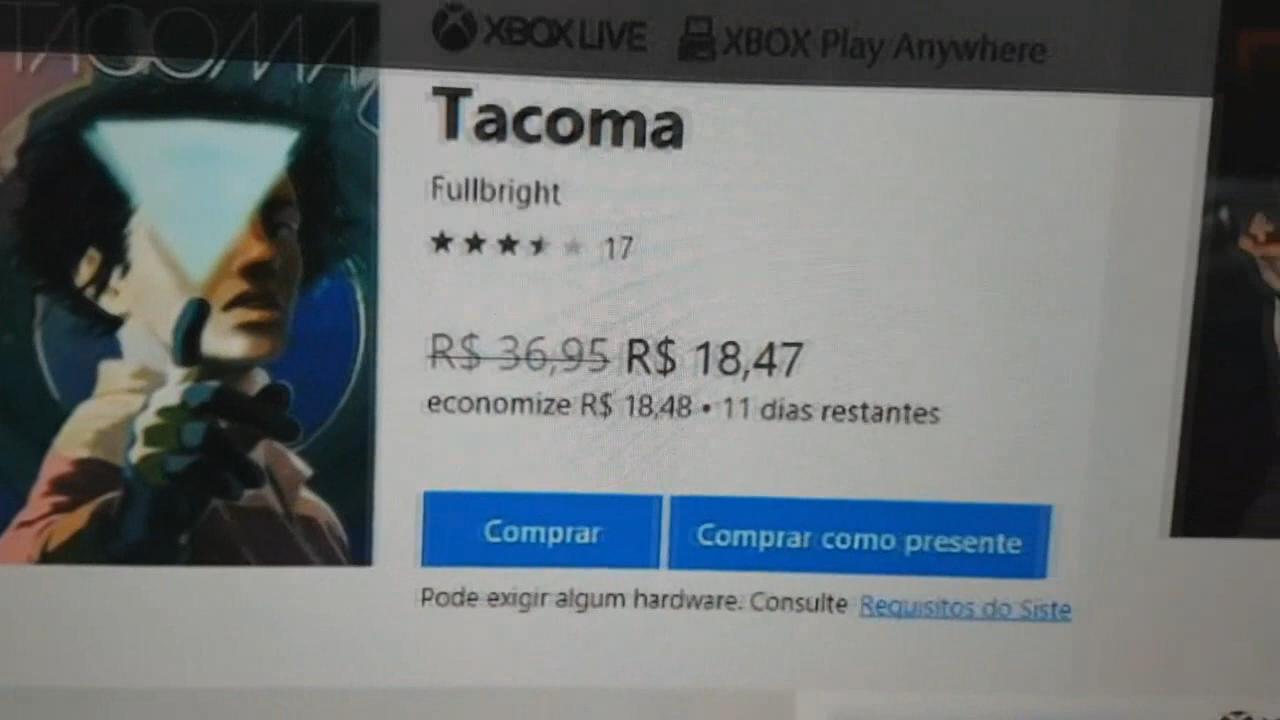 TACOMA
XBOX LIVE XBOX Play Anywhere
Tacoma
Fullbright
17
R$ 36,95 R$ 18,47
economize R$ 18,48 • 11 dias restantes
Comprar Comprar como presente
Pode exigir algum hardware. Consulte Requisitos do Siste